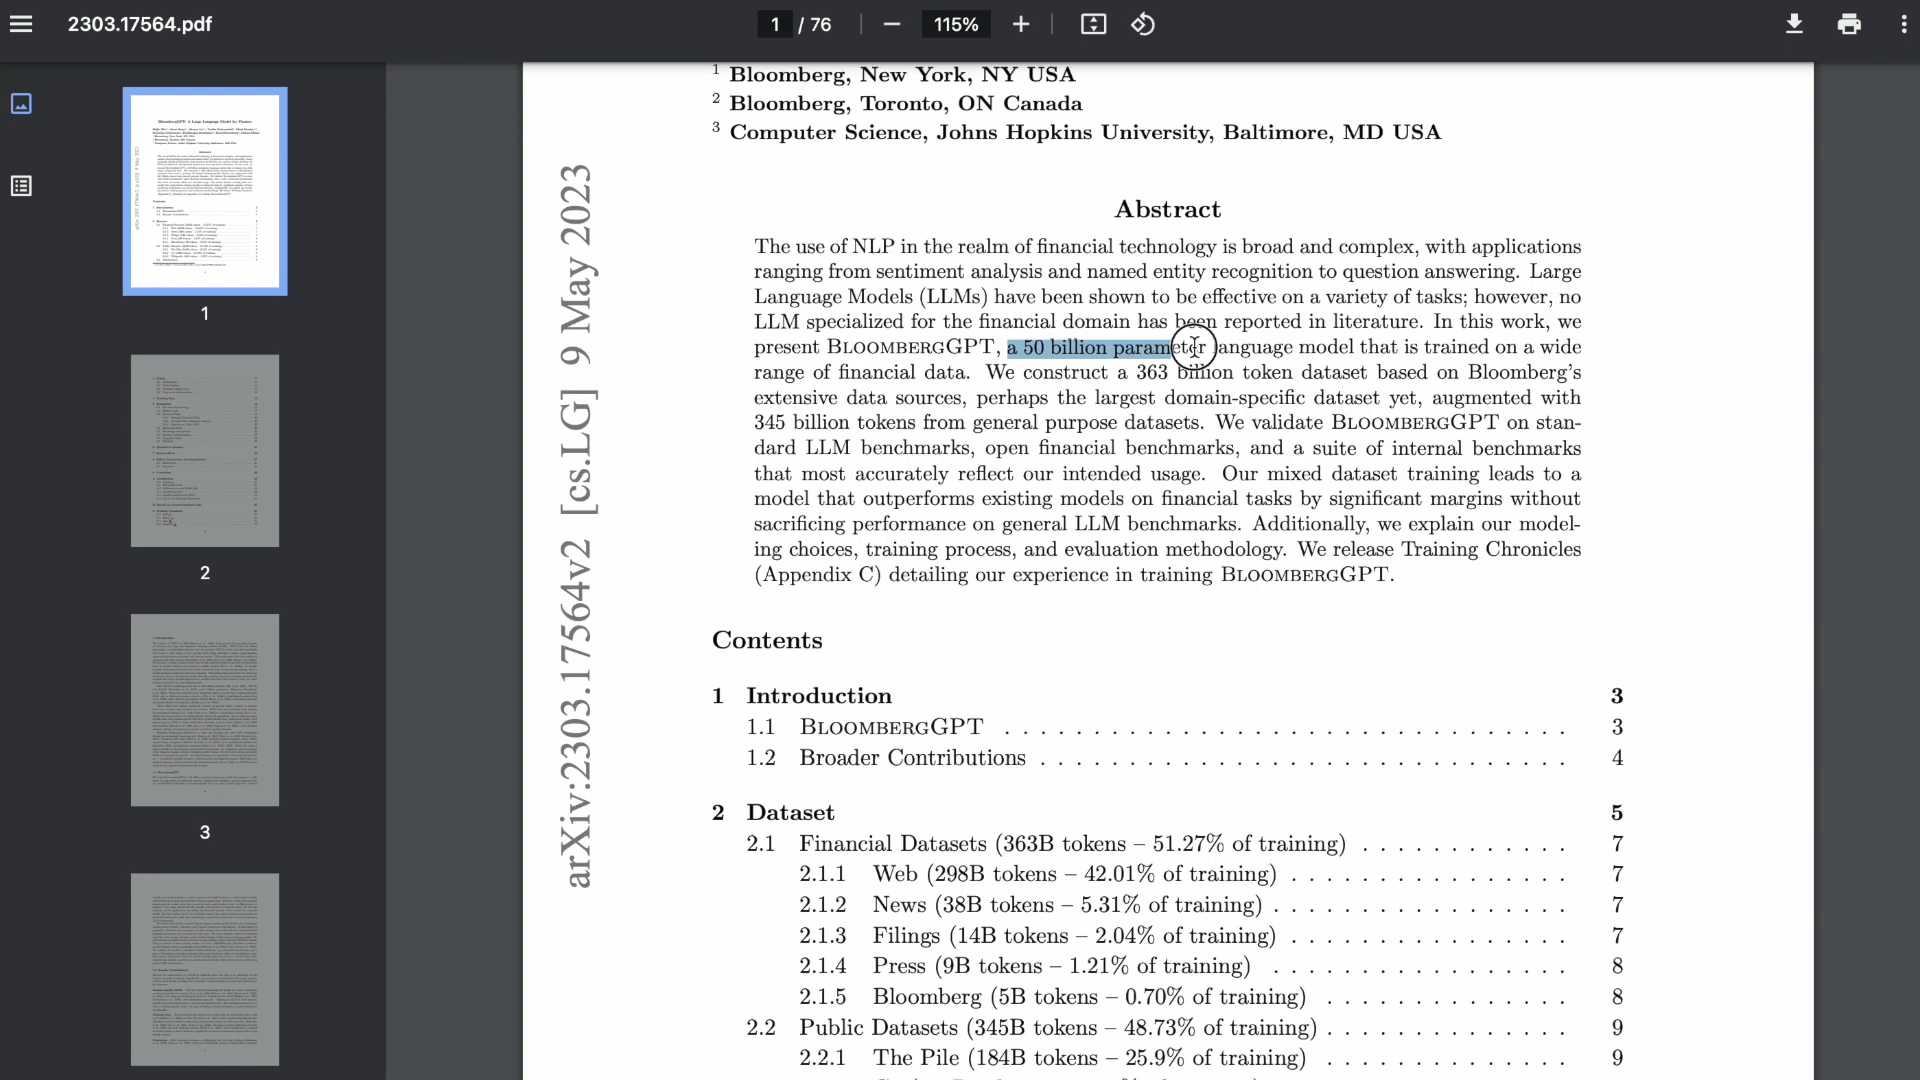 2303.17564.pdf
1 / 76
115%
1
2
3
arXiv:2303.17564v2 [cs.LG] 9 May 2023
1 Bloomberg, New York, NY USA
2 Bloomberg, Toronto, ON Canada
3 Computer Science, Johns Hopkins University, Baltimore, MD USA
Abstract
The use of NLP in the realm of financial technology is broad and complex, with applications
ranging from sentiment analysis and named entity recognition to question answering. Large
Language Models (LLMs) have been shown to be effective on a variety of tasks; however, no
LLM specialized for the financial domain has been reported in literature. In this work, we
present BLOOMBERGGPT, a 50 billion parameter language model that is trained on a wide
range of financial data. We construct a 363 billion token dataset based on Bloomberg's
extensive data sources, perhaps the largest domain-specific dataset yet, augmented with
345 billion tokens from general purpose datasets. We validate BLOOMBERGGPT on stan-
dard LLM benchmarks, open financial benchmarks, and a suite of internal benchmarks
that most accurately reflect our intended usage. Our mixed dataset training leads to a
model that outperforms existing models on financial tasks by significant margins without
sacrificing performance on general LLM benchmarks. Additionally, we explain our model-
ing choices, training process, and evaluation methodology. We release Training Chronicles
(Appendix C) detailing our experience in training BLOOMBERGGPT.
Contents
1 Introduction 3
1.1 BLOOMBERGGPT . . . . . . . . . . . . . . . . . . . . . . . . . . . . 3
1.2 Broader Contributions . . . . . . . . . . . . . . . . . . . . . . . . . . . 4
2 Dataset 5
2.1 Financial Datasets (363B tokens – 51.27% of training) . . . . . . . . . . . . 7
2.1.1 Web (298B tokens – 42.01% of training) . . . . . . . . . . . . . . 7
2.1.2 News (38B tokens – 5.31% of training) . . . . . . . . . . . . . . . 7
2.1.3 Filings (14B tokens – 2.04% of training) . . . . . . . . . . . . . . 7
2.1.4 Press (9B tokens – 1.21% of training) . . . . . . . . . . . . . . . 8
2.1.5 Bloomberg (5B tokens – 0.70% of training) . . . . . . . . . . . . . 8
2.2 Public Datasets (345B tokens – 48.73% of training) . . . . . . . . . . . . . 9
2.2.1 The Pile (184B tokens – 25.9% of training) . . . . . . . . . . . . . 9